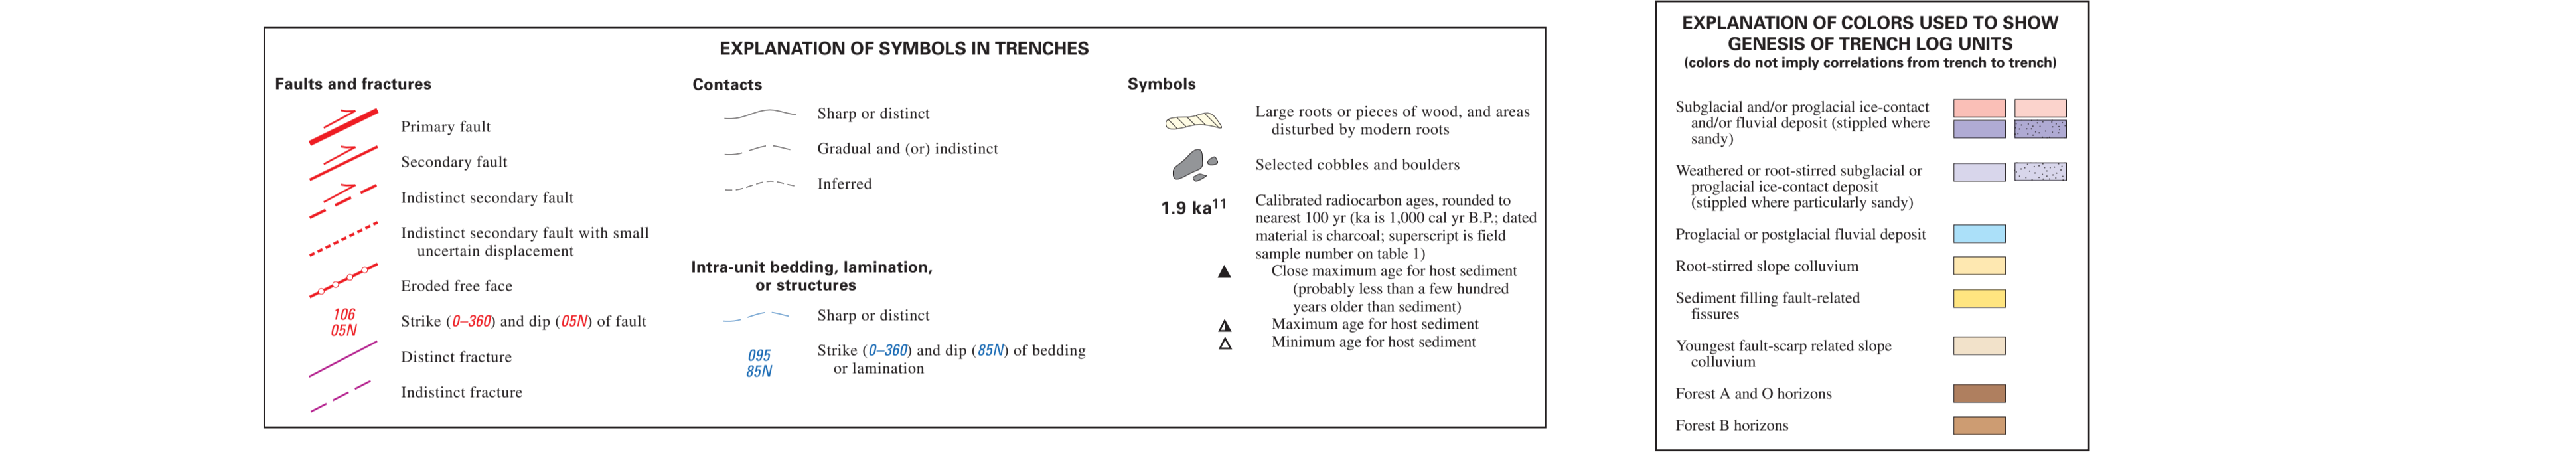 EXPLANATION OF SYMBOLS IN TRENCHES
Faults and fractures
Primary fault
Secondary fault
Indistinct secondary fault
Indistinct secondary fault with small
uncertain displacement
Eroded free face
106
05N
Strike (0–360) and dip (05N) of fault
Distinct fracture
Indistinct fracture
Contacts
Sharp or distinct
Gradual and (or) indistinct
Inferred
Intra-unit bedding, lamination,
or structures
Sharp or distinct
095
85N
Strike (0–360) and dip (85N) of bedding
or lamination
Symbols
Large roots or pieces of wood, and areas
disturbed by modern roots
Selected cobbles and boulders
1.9 ka11
Calibrated radiocarbon ages, rounded to
nearest 100 yr (ka is 1,000 cal yr B.P.; dated
material is charcoal; superscript is field
sample number on table 1)
Close maximum age for host sediment
(probably less than a few hundred
years older than sediment)
Maximum age for host sediment
Minimum age for host sediment
EXPLANATION OF COLORS USED TO SHOW
GENESIS OF TRENCH LOG UNITS
(colors do not imply correlations from trench to trench)
Subglacial and/or proglacial ice-contact
and/or fluvial deposit (stippled where
sandy)
Weathered or root-stirred subglacial or
proglacial ice-contact deposit
(stippled where particularly sandy)
Proglacial or postglacial fluvial deposit
Root-stirred slope colluvium
Sediment filling fault-related
fissures
Youngest fault-scarp related slope
colluvium
Forest A and O horizons
Forest B horizons